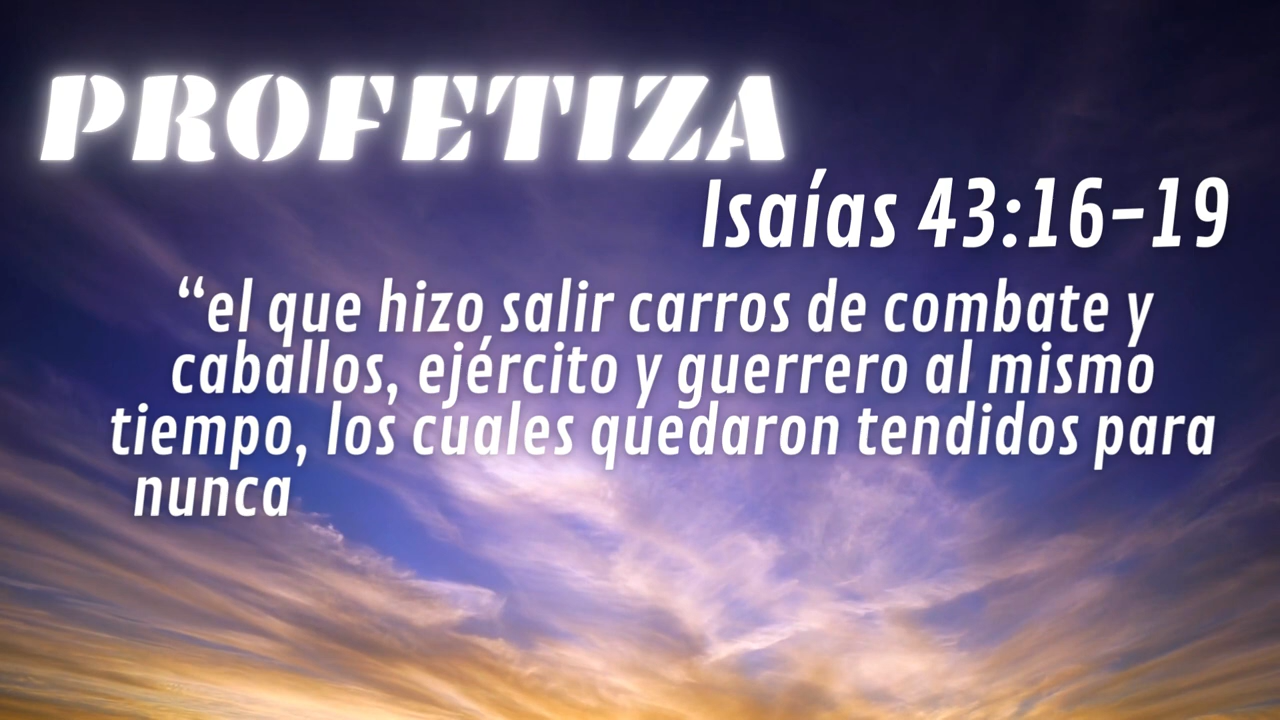 PROFETIZA
Isaías 43:16-19
“el que hizo salir carros de combate y
caballos, ejército y guerrero al mismo
tiempo, los cuales quedaron tendidos para
nunca